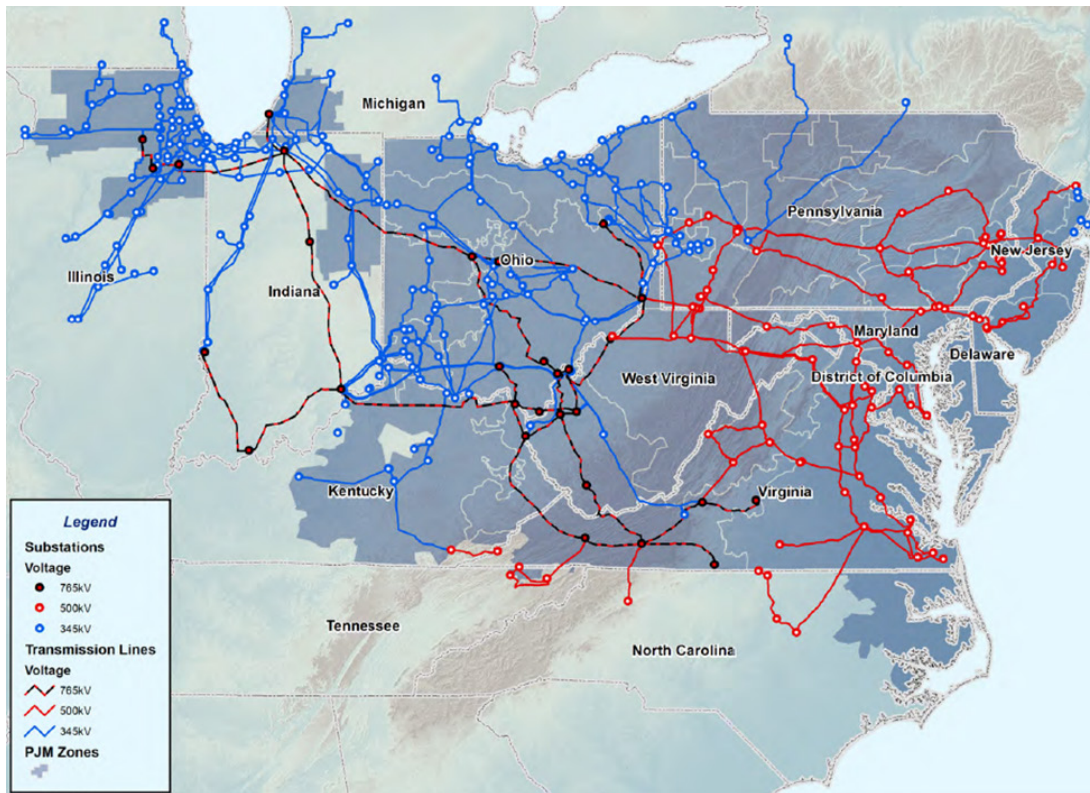 Michigan
Pennsylvania
New Jersey
Illinois
Indiana
Ohio
Maryland
Delaware
West Virginia
District of Columbia
Kentucky
Virginia
Tennessee
North Carolina
Legend
Substations
Voltage
765kV
500kV
345kV
Transmission Lines
Voltage
765kV
500kV
345kV
PJM Zones